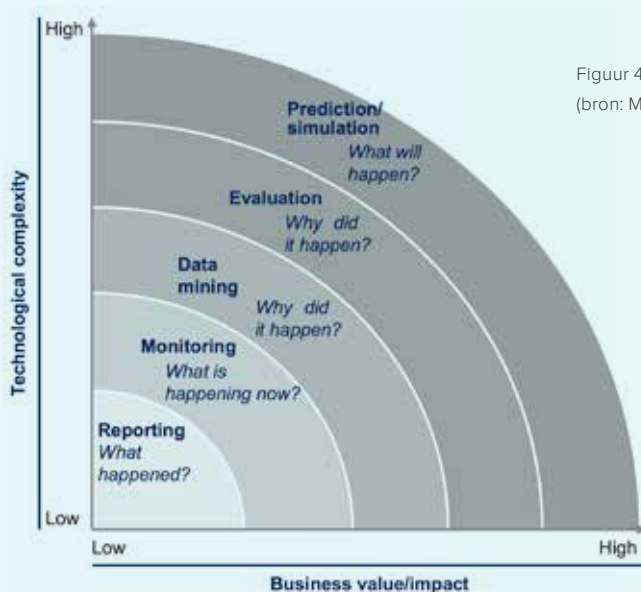 High
Figuur 4
(bron: M
Prediction/
simulation
What will
happen?
Evaluation
Why did
it happen?
Data
mining
Why did
it happen?
Monitoring
What is
happening now?
Reporting
What
happened?
Technological complexity
Low
Low
High
Business value/impact